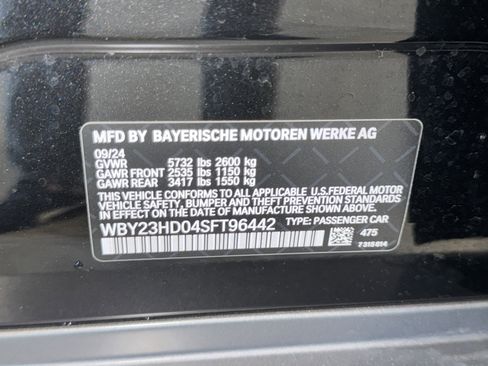 MFD BY BAYERISCHE MOTOREN WERKE AG
09/24
GVWR 5732 lbs 2600 kg
GAWR FRONT 2535 lbs 1150 kg
GAWR REAR 3417 lbs 1550 kg
THIS VEHICLE CONFORMS TO ALL APPLICABLE U.S.FEDERAL MOTOR
VEHICLE SAFETY, BUMPER, AND THEFT PREVENTION STANDARDS
IN EFFECT ON THE DATE OF MANUFACTURE SHOWN ABOVE.
WBY23HD04SFT96442 TYPE: PASSENGER CAR
475
7315614